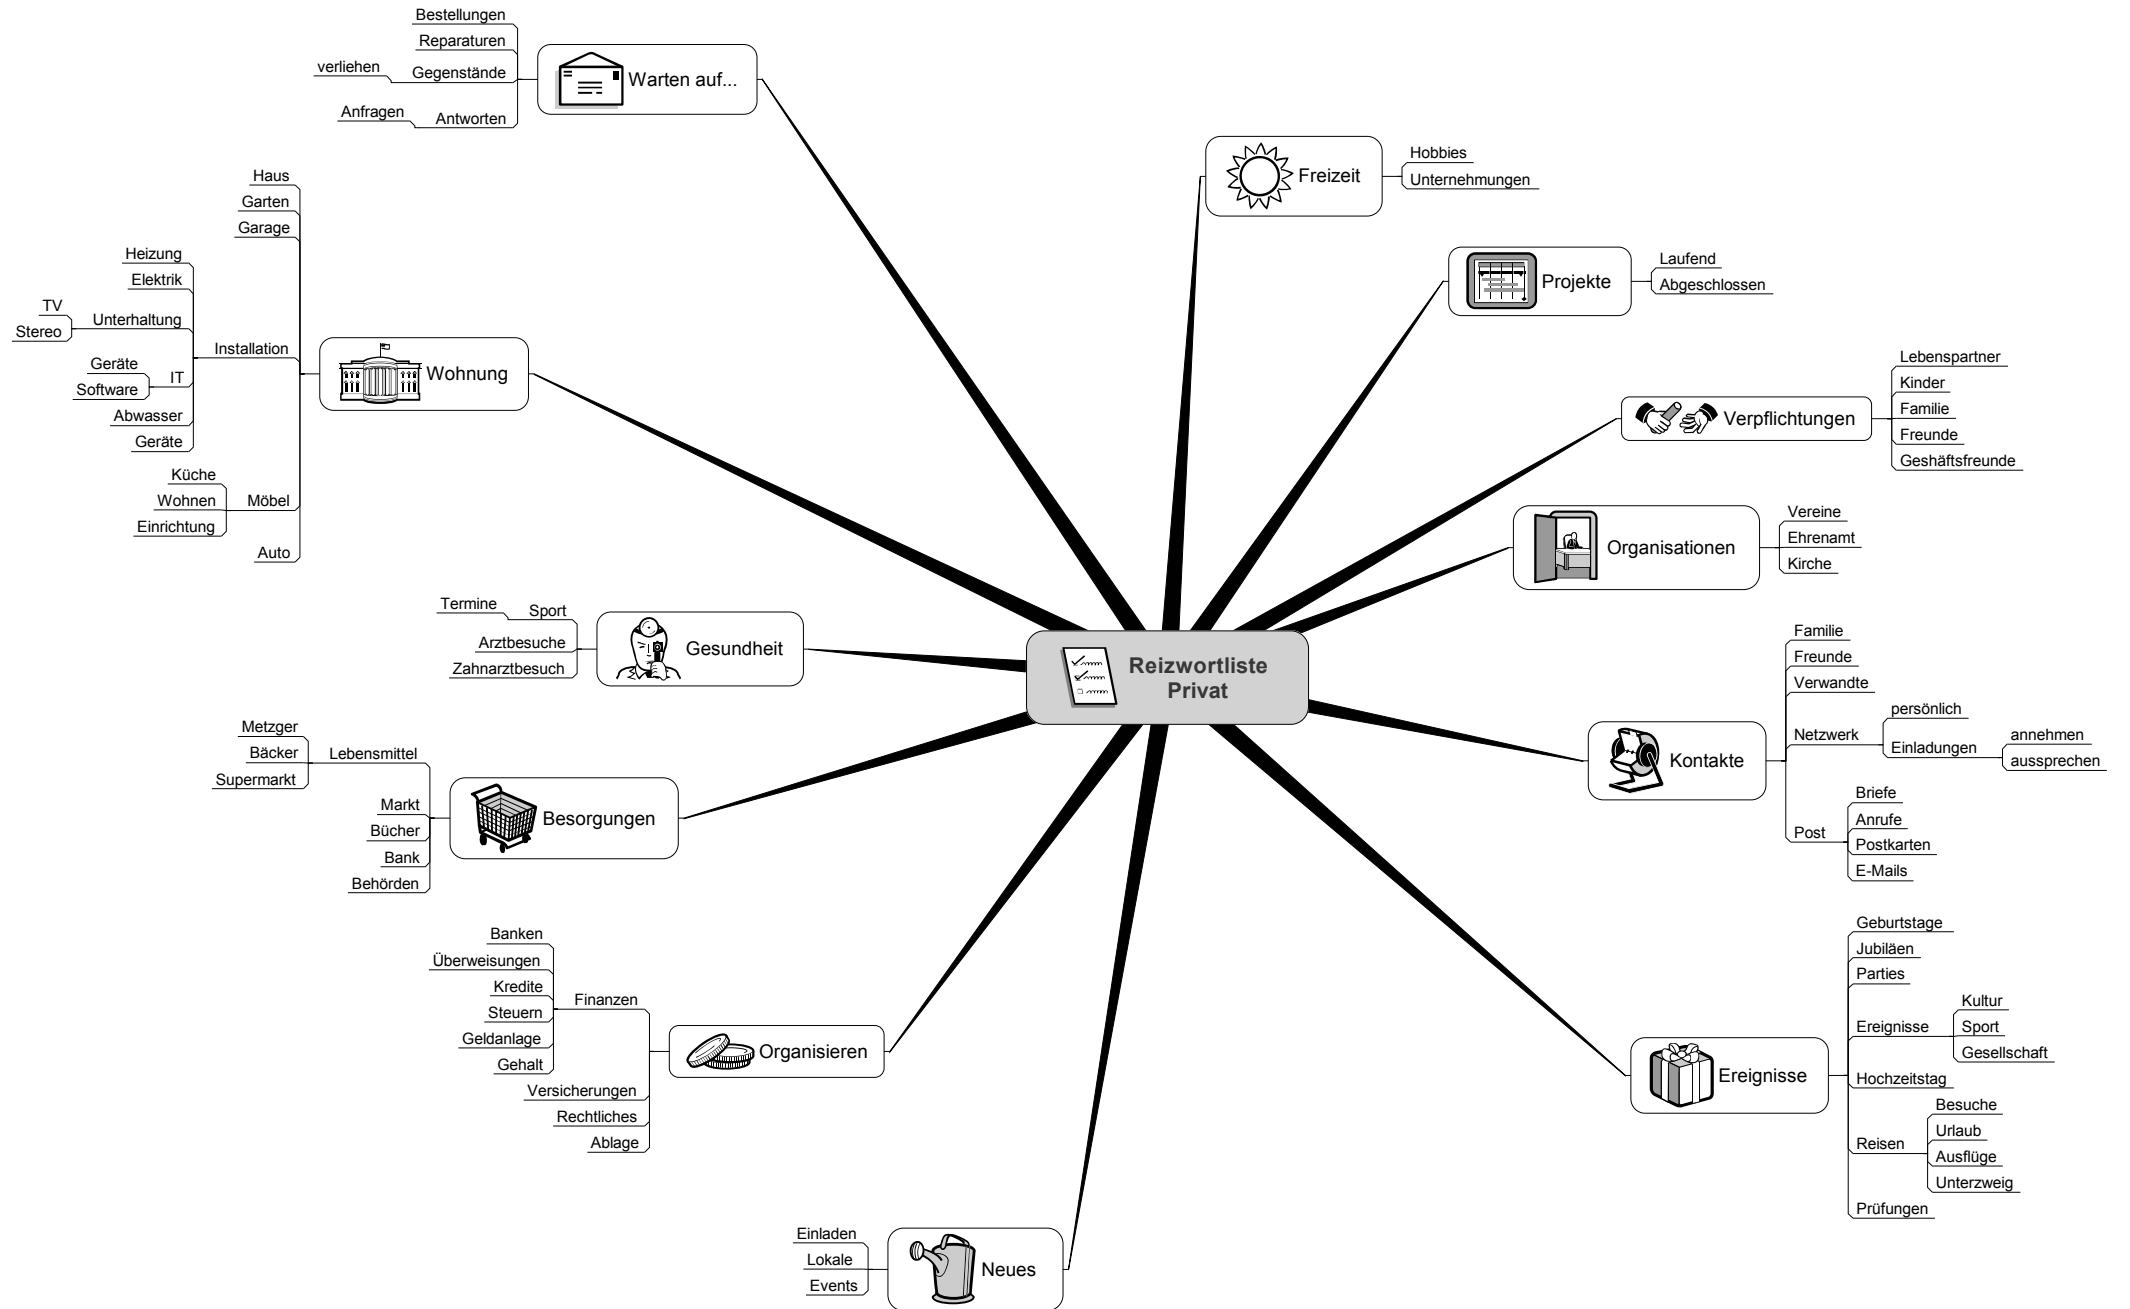 Reizwortliste
Privat
Freizeit
Hobbies
Unternehmungen
Projekte
Laufend
Abgeschlossen
Verpflichtungen
Lebenspartner
Kinder
Familie
Freunde
Geshäftsfreunde
Organisationen
Vereine
Ehrenamt
Kirche
Kontakte
Familie
Freunde
Verwandte
Netzwerk
persönlich
Einladungen
annehmen
aussprechen
Post
Briefe
Anrufe
Postkarten
E-Mails
Ereignisse
Geburtstage
Jubiläen
Parties
Ereignisse
Kultur
Sport
Gesellschaft
Hochzeitstag
Reisen
Besuche
Urlaub
Ausflüge
Unterzweig
Prüfungen
Neues
Einladen
Lokale
Events
Organisieren
Finanzen
Banken
Überweisungen
Kredite
Steuern
Geldanlage
Gehalt
Versicherungen
Rechtliches
Ablage
Besorgungen
Lebensmittel
Metzger
Bäcker
Supermarkt
Markt
Bücher
Bank
Behörden
Gesundheit
Sport
Termine
Arztbesuche
Zahnarztbesuch
Wohnung
Haus
Garten
Garage
Installation
Heizung
Elektrik
Unterhaltung
TV
Stereo
IT
Geräte
Software
Abwasser
Geräte
Möbel
Küche
Wohnen
Einrichtung
Auto
Warten auf...
Bestellungen
Reparaturen
Gegenstände
verliehen
Antworten
Anfragen